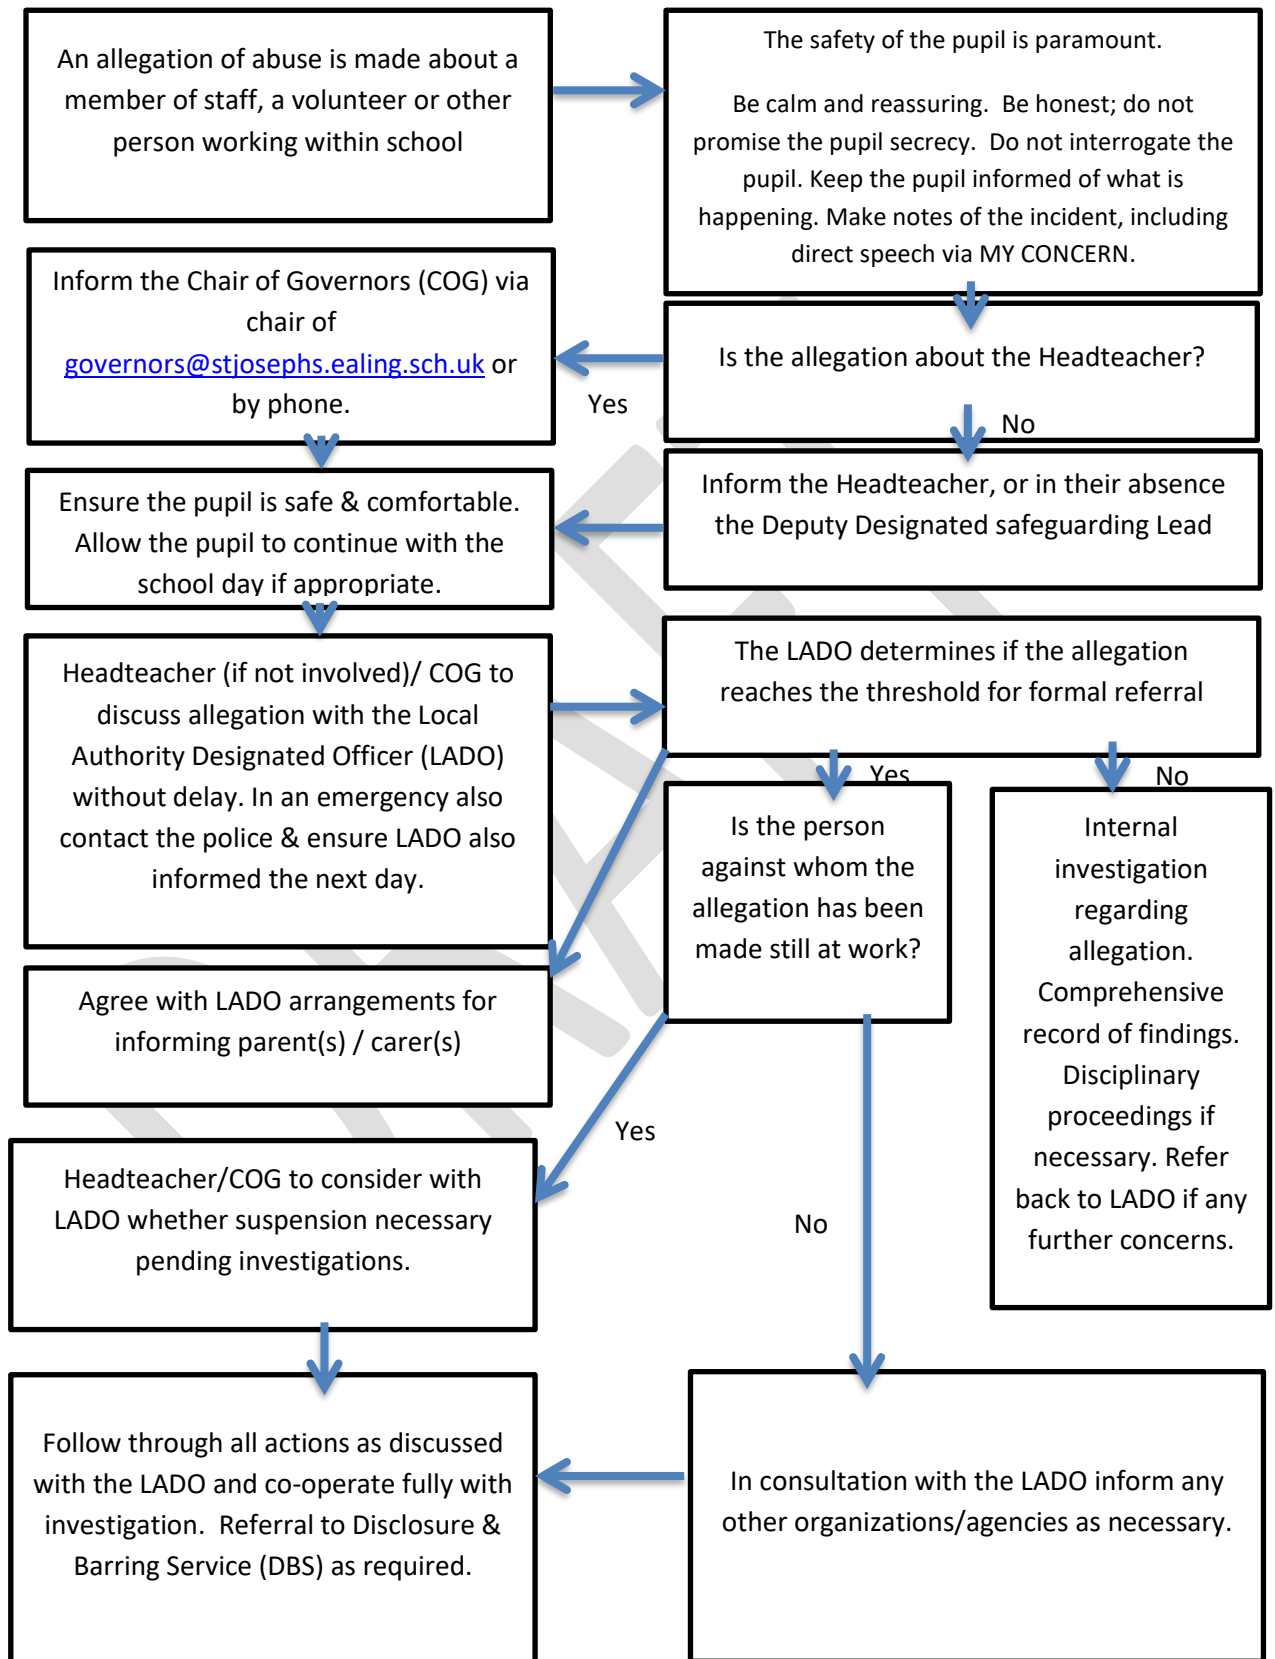 An allegation of abuse is made about a
member of staff, a volunteer or other
person working within school
The safety of the pupil is paramount.
Be calm and reassuring.  Be honest; do not
promise the pupil secrecy.  Do not interrogate the
pupil. Keep the pupil informed of what is
happening. Make notes of the incident, including
direct speech via MY CONCERN.
Is the allegation about the Headteacher?
Yes
No
Inform the Chair of Governors (COG) via
chair of
governors@stjosephs.ealing.sch.uk or
by phone.
Inform the Headteacher, or in their absence
the Deputy Designated safeguarding Lead
Ensure the pupil is safe & comfortable.
Allow the pupil to continue with the
school day if appropriate.
Headteacher (if not involved)/ COG to
discuss allegation with the Local
Authority Designated Officer (LADO)
without delay. In an emergency also
contact the police & ensure LADO also
informed the next day.
The LADO determines if the allegation
reaches the threshold for formal referral
Yes
No
Agree with LADO arrangements for
informing parent(s) / carer(s)
Is the person
against whom the
allegation has been
made still at work?
Internal
investigation
regarding
allegation.
Comprehensive
record of findings.
Disciplinary
proceedings if
necessary. Refer
back to LADO if any
further concerns.
Yes
No
Headteacher/COG to consider with
LADO whether suspension necessary
pending investigations.
Follow through all actions as discussed
with the LADO and co-operate fully with
investigation.  Referral to Disclosure &
Barring Service (DBS) as required.
In consultation with the LADO inform any
other organizations/agencies as necessary.
DRAFT